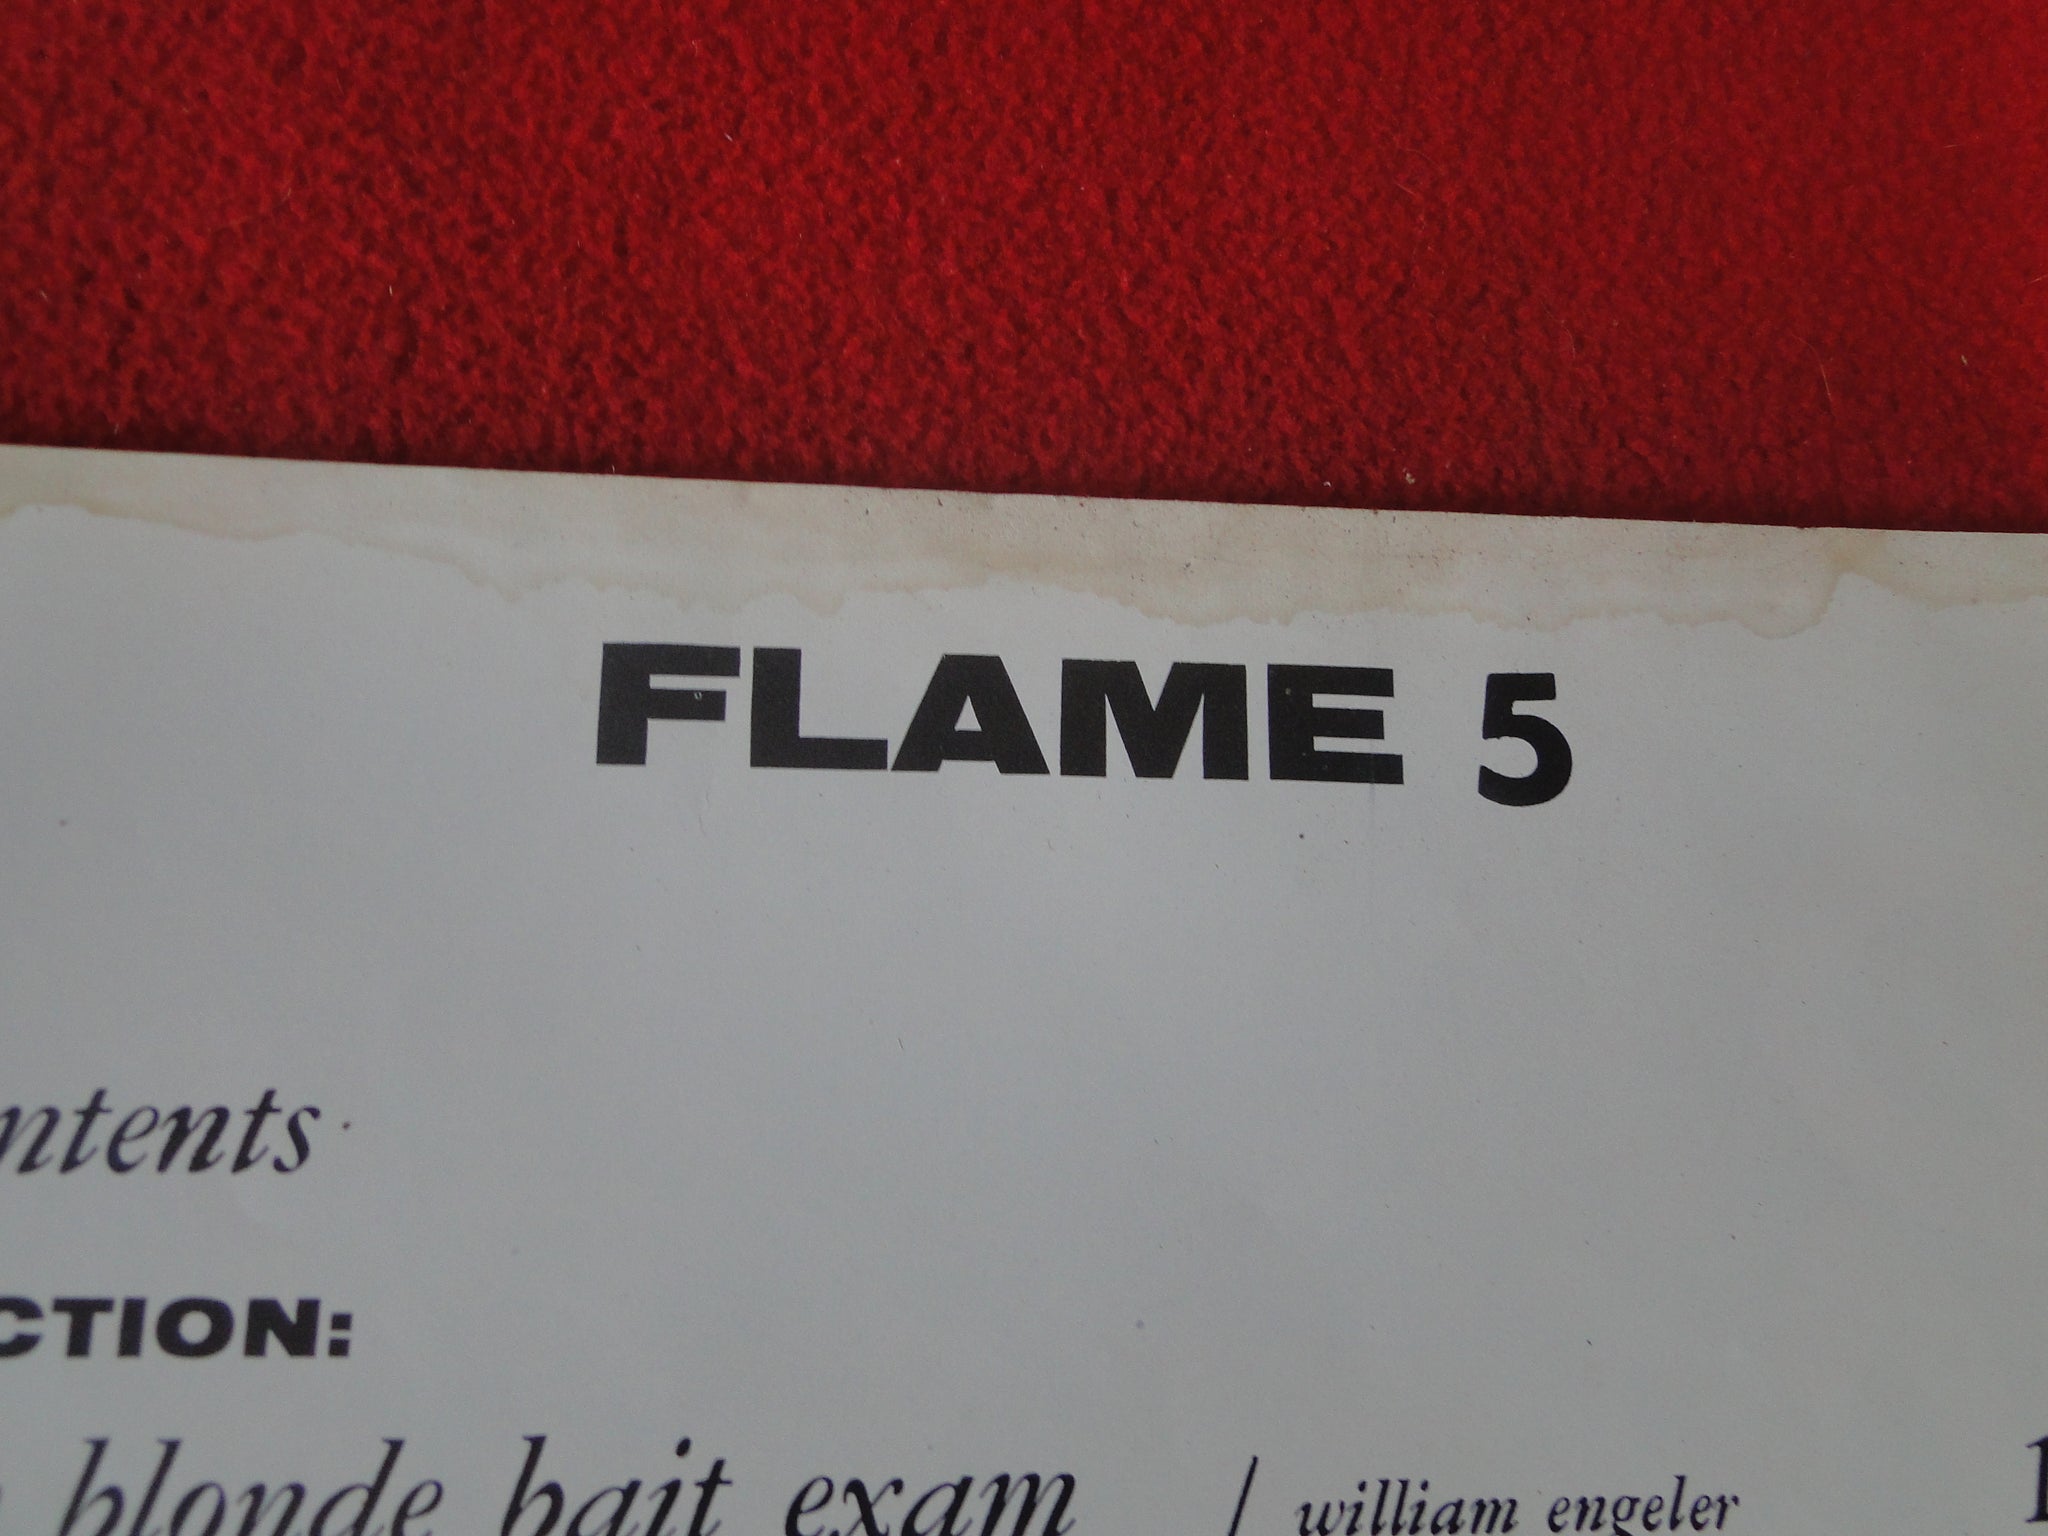 FLAME 5
ntents
CTION:
blonde bait exam / william engeler